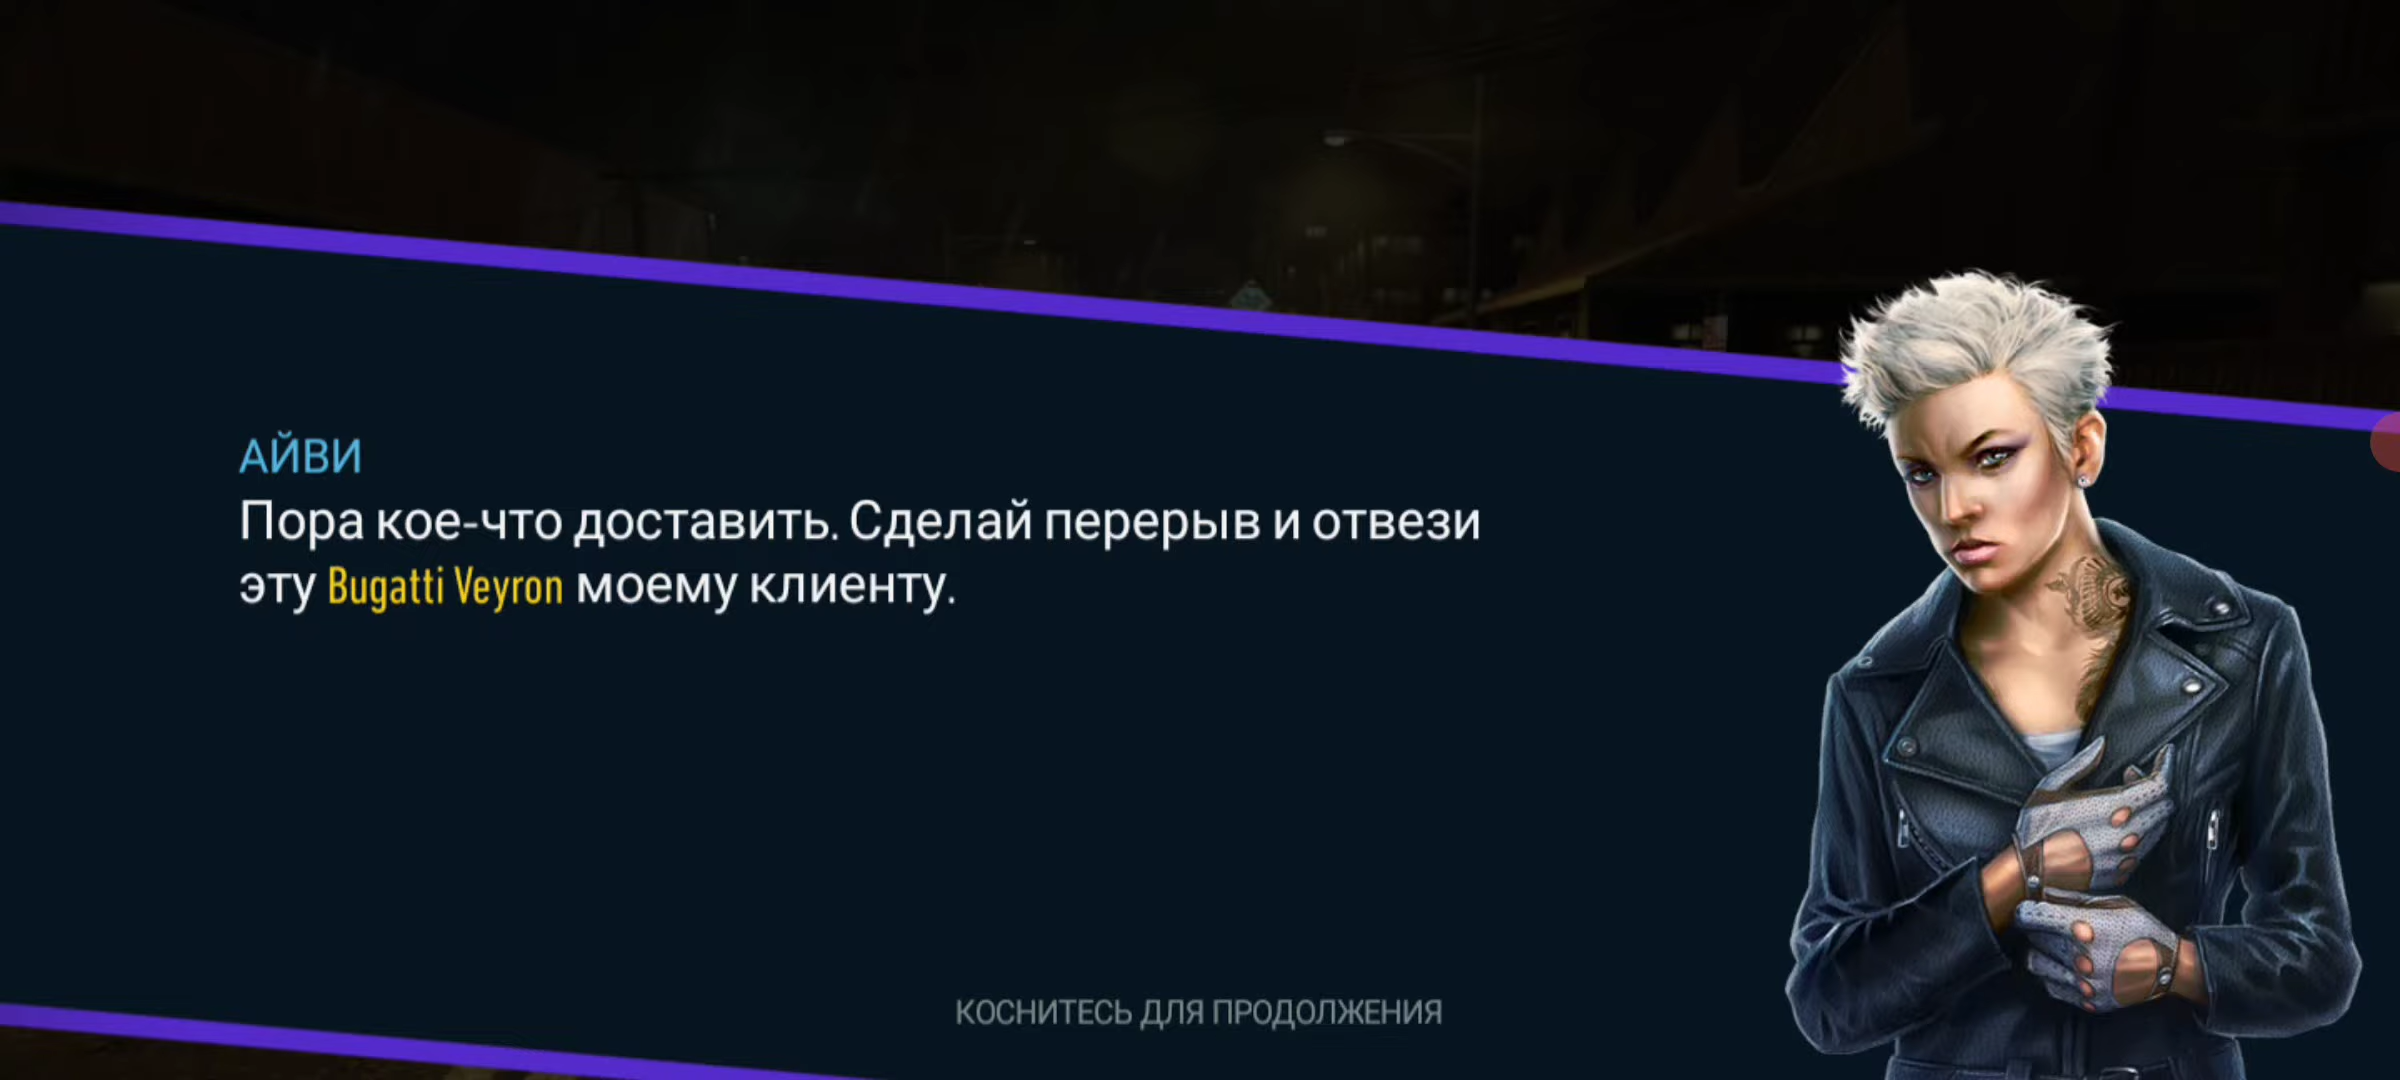 АЙВИ
Пора кое-что доставить. Сделай перерыв и отвези
эту Bugatti Veyron моему клиенту.
КОСНИТЕСЬ ДЛЯ ПРОДОЛЖЕНИЯ